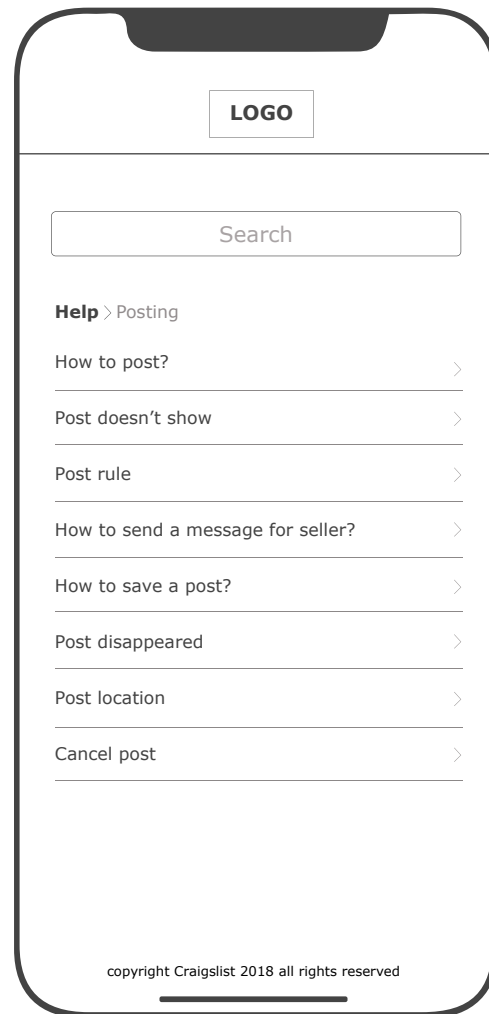 LOGO
Search
Help > Posting
How to post?
Post doesn’t show
Post rule
How to send a message for seller?
How to save a post?
Post disappeared
Post location
Cancel post
copyright Craigslist 2018 all rights reserved